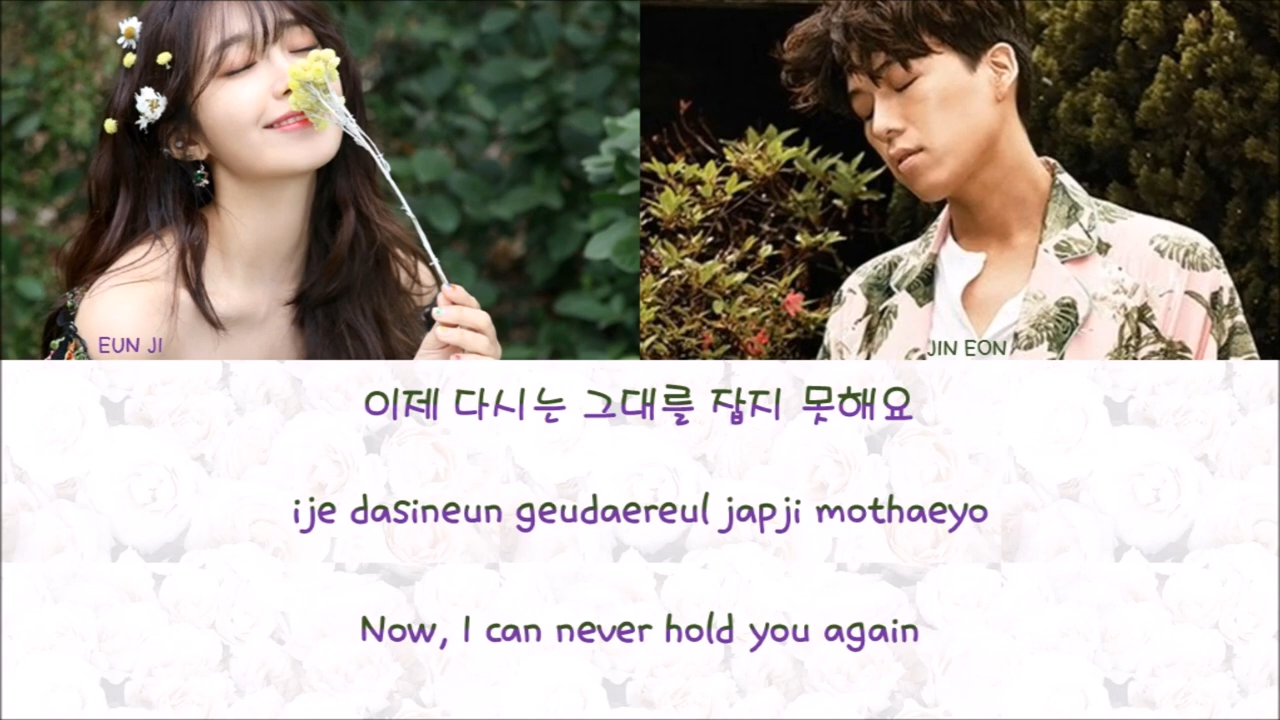 EUN JI
JIN EON
이제 다시는 그대를 잡지 못해요
ije dasineun geudaereul japji mothaeyo
Now, I can never hold you again